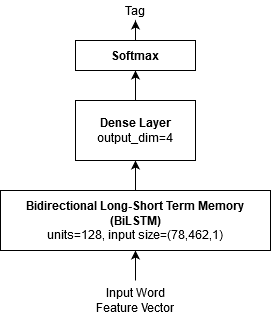 Tag
Softmax
Dense Layer
output_dim=4
Bidirectional Long-Short Term Memory
(BiLSTM)
units=128, input size=(78,462,1)
Input Word
Feature Vector